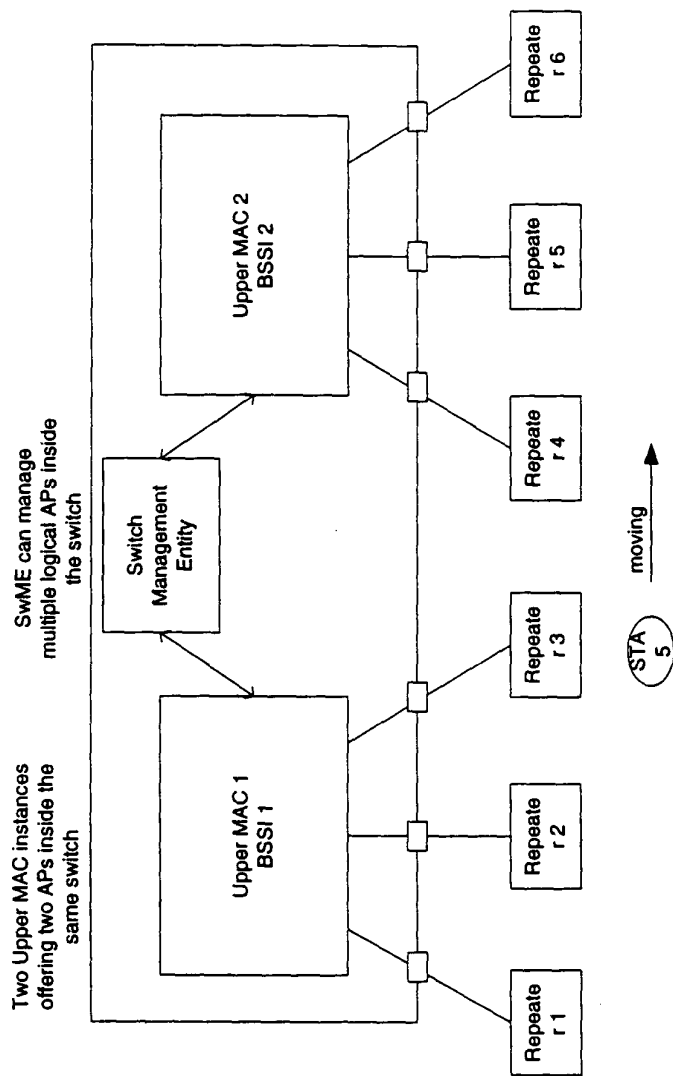 Two Upper MAC instances
offering two APs inside the
same switch
SwME can manage
multiple logical APs inside
the switch
Switch
Management
Entity
Upper MAC 1
BSSI 1
Upper MAC 2
BSSI 2
Repeate
r 1
Repeate
r 2
Repeate
r 3
Repeate
r 4
Repeate
r 5
Repeate
r 6
STA
5
moving